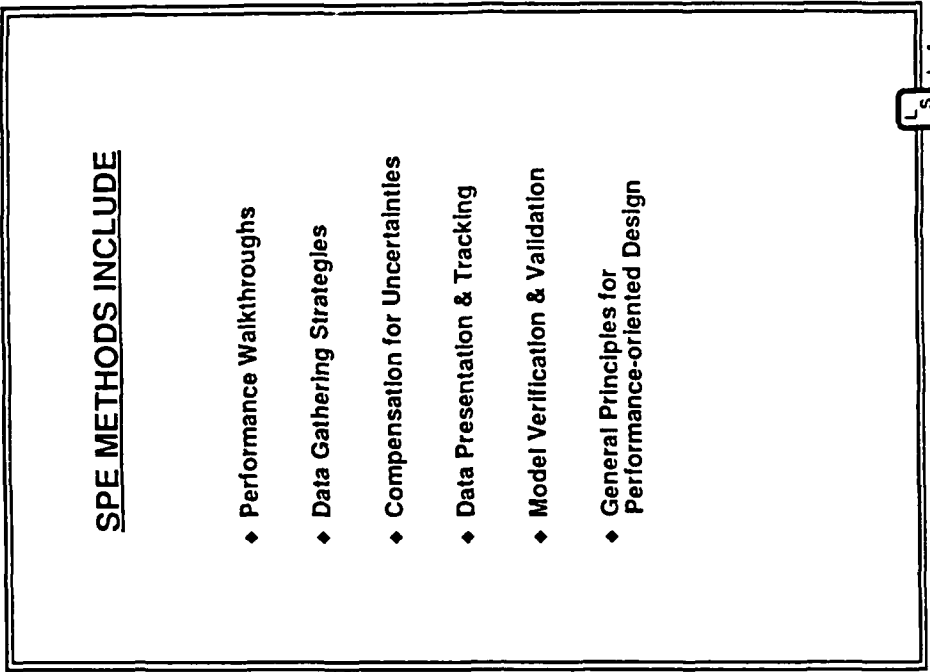 SPE METHODS INCLUDE
◆ Performance Walkthroughs
◆ Data Gathering Strategies
◆ Compensation for Uncertainties
◆ Data Presentation & Tracking
◆ Model Verification & Validation
◆ General Principles for
Performance-oriented Design
L
S